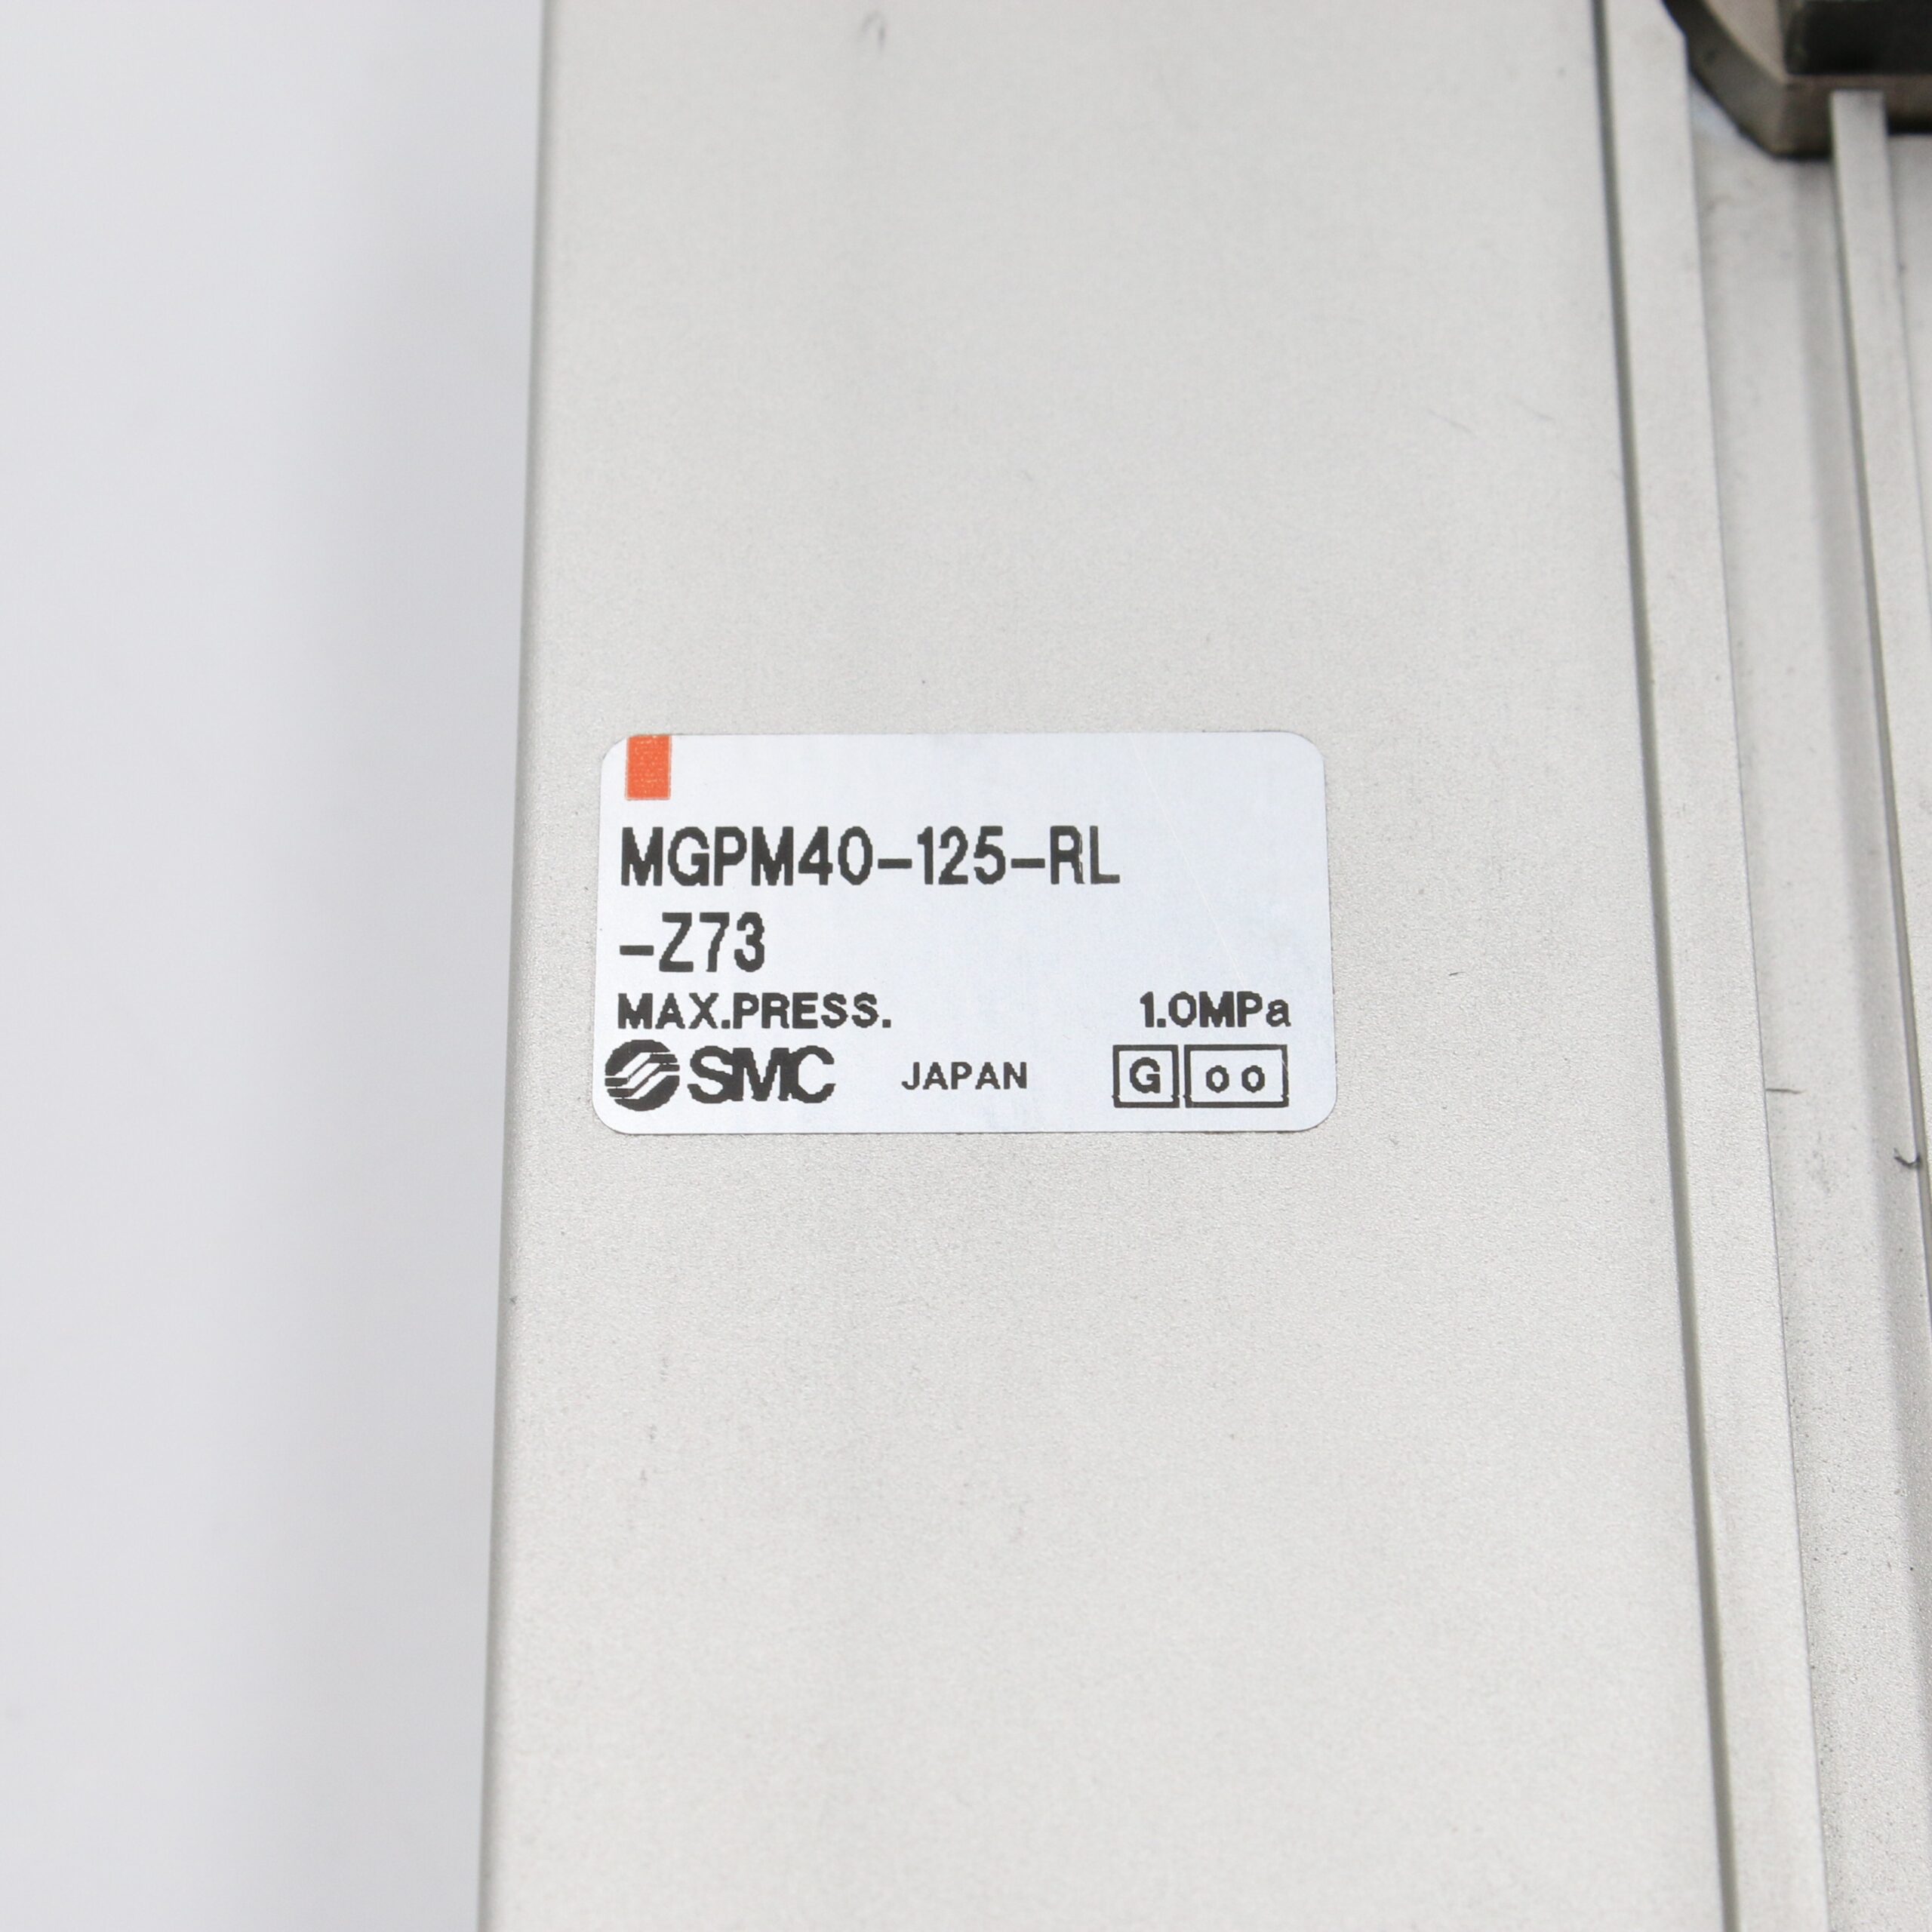 MGPM40-125-RL
-Z73
MAX.PRESS. 1.0MPa
SMC JAPAN G oo